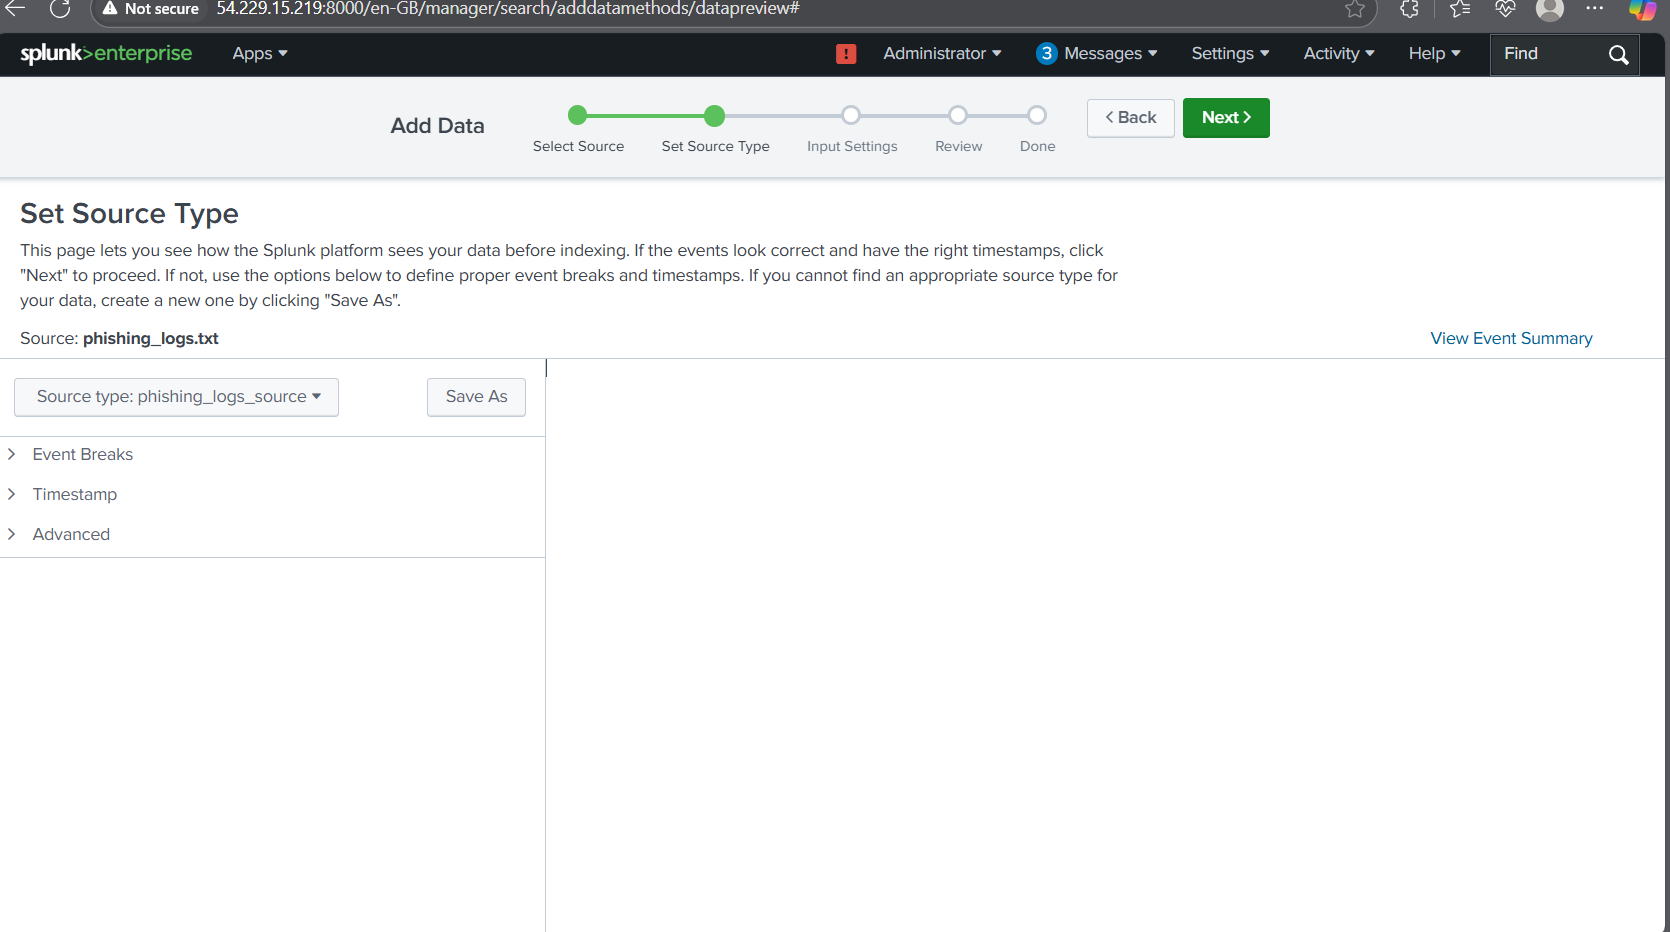 Not secure 54.229.15.219:8000/en-GB/manager/search/adddatamethods/datapreview#
splunk>enterprise Apps ! Administrator 3 Messages Settings Activity Help Find
Add Data
Select Source Set Source Type Input Settings Review Done
< Back Next >
Set Source Type
This page lets you see how the Splunk platform sees your data before indexing. If the events look correct and have the right timestamps, click
"Next" to proceed. If not, use the options below to define proper event breaks and timestamps. If you cannot find an appropriate source type for
your data, create a new one by clicking "Save As".
Source: phishing_logs.txt View Event Summary
Source type: phishing_logs_source Save As
Event Breaks
Timestamp
Advanced